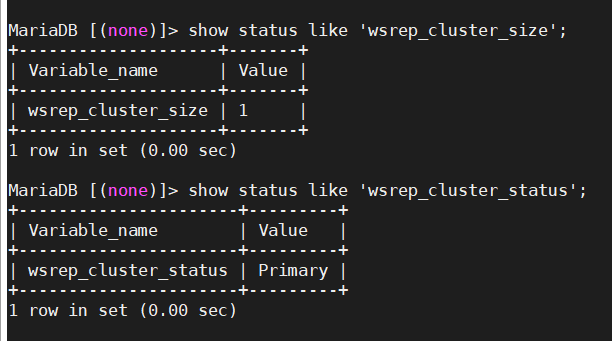 MariaDB [(none)]> show status like 'wsrep_cluster_size';
+--------------------+-------+
| Variable_name      | Value |
+--------------------+-------+
| wsrep_cluster_size | 1     |
+--------------------+-------+
1 row in set (0.00 sec)
MariaDB [(none)]> show status like 'wsrep_cluster_status';
+----------------------+---------+
| Variable_name        | Value   |
+----------------------+---------+
| wsrep_cluster_status | Primary |
+----------------------+---------+
1 row in set (0.00 sec)